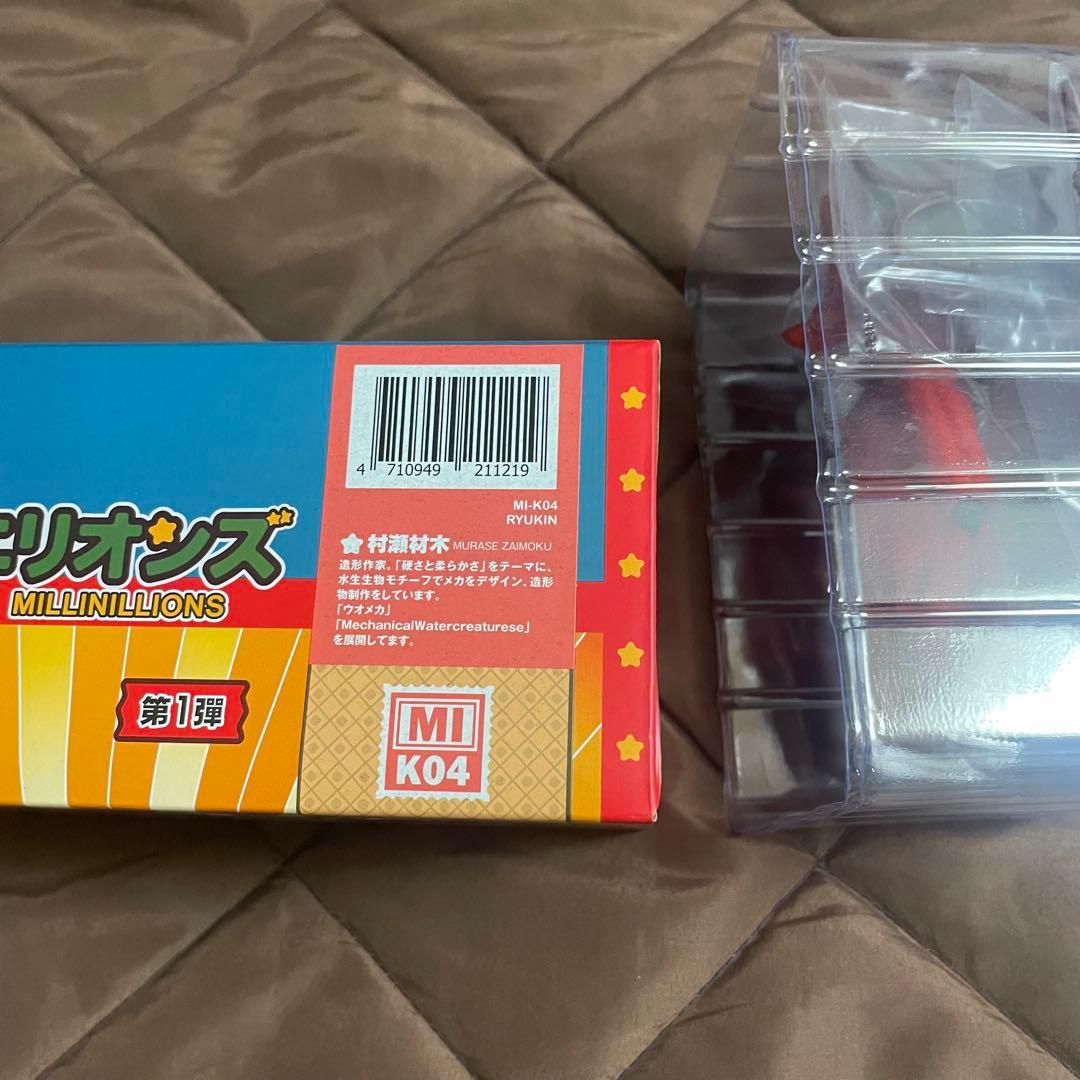 4 710949 211219
MI-K04
RYUKIN
村瀬材木 MURASE ZAIMOKU
造形作家。「硬さと柔らかさ」をテーマに、
水生生物モチーフでメカをデザイン、造形
物制作をしています。
「ウオメカ」
「MechanicalWatercreaturese」
を展開してます。
ニリオンズ
MILLINILLIONS
第1彈
MI
K04